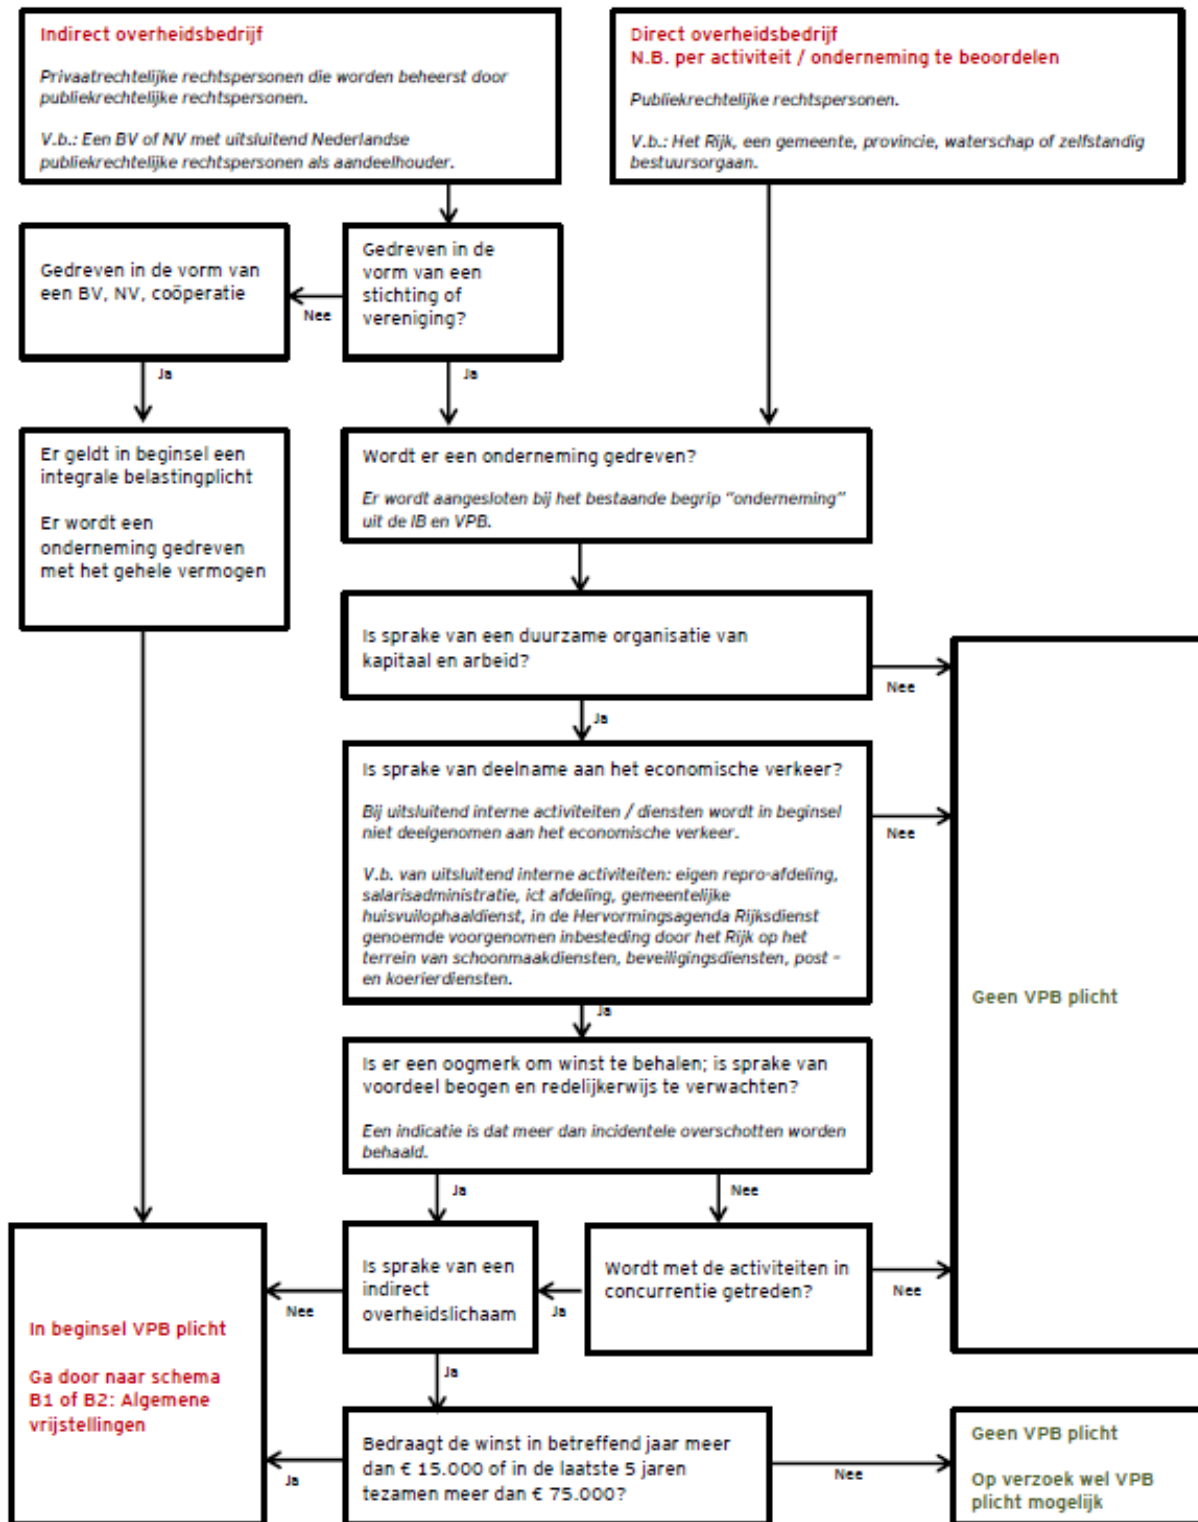 Indirect overheidsbedrijf
Privaatrechtelijke rechtspersonen die worden beheerst door
publiekrechtelijke rechtspersonen.
V.b.: Een BV of NV met uitsluitend Nederlandse
publiekrechtelijke rechtspersonen als aandeelhouder.
Direct overheidsbedrijf
N.B. per activiteit / onderneming te beoordelen
Publiekrechtelijke rechtspersonen.
V.b.: Het Rijk, een gemeente, provincie, waterschap of zelfstandig
bestuursorgaan.
Gedreven in de vorm van
een BV, NV, coöperatie
Nee
Gedreven in de
vorm van een
stichting of
vereniging?
Ja
Ja
Er geldt in beginsel een
integrale belastingplicht
Er wordt een
onderneming gedreven
met het gehele vermogen
Wordt er een onderneming gedreven?
Er wordt aangesloten bij het bestaande begrip “onderneming”
uit de IB en VPB.
Is sprake van een duurzame organisatie van
kapitaal en arbeid?
Nee
Ja
Is sprake van deelname aan het economische verkeer?
Bij uitsluitend interne activiteiten / diensten wordt in beginsel
niet deelgenomen aan het economische verkeer.
V.b. van uitsluitend interne activiteiten: eigen repro-afdeling,
salarisadministratie, ict afdeling, gemeentelijke
huisvuilophaaldienst, in de Hervormingsagenda Rijksdienst
genoemde voorgenomen inbesteding door het Rijk op het
terrein van schoonmaakdiensten, beveiligingsdiensten, post –
en koerierdiensten.
Nee
Ja
Geen VPB plicht
Is er een oogmerk om winst te behalen; is sprake van
voordeel beogen en redelijkerwijs te verwachten?
Een indicatie is dat meer dan incidentele overschotten worden
behaald.
Ja
Nee
Is sprake van een
indirect
overheidslichaam
Nee
Ja
Wordt met de activiteiten in
concurrentie getreden?
Nee
In beginsel VPB plicht
Ga door naar schema
B1 of B2: Algemene
vrijstellingen
Ja
Bedraagt de winst in betreffend jaar meer
dan € 15.000 of in de laatste 5 jaren
tezamen meer dan € 75.000?
Ja
Nee
Geen VPB plicht
Op verzoek wel VPB
plicht mogelijk